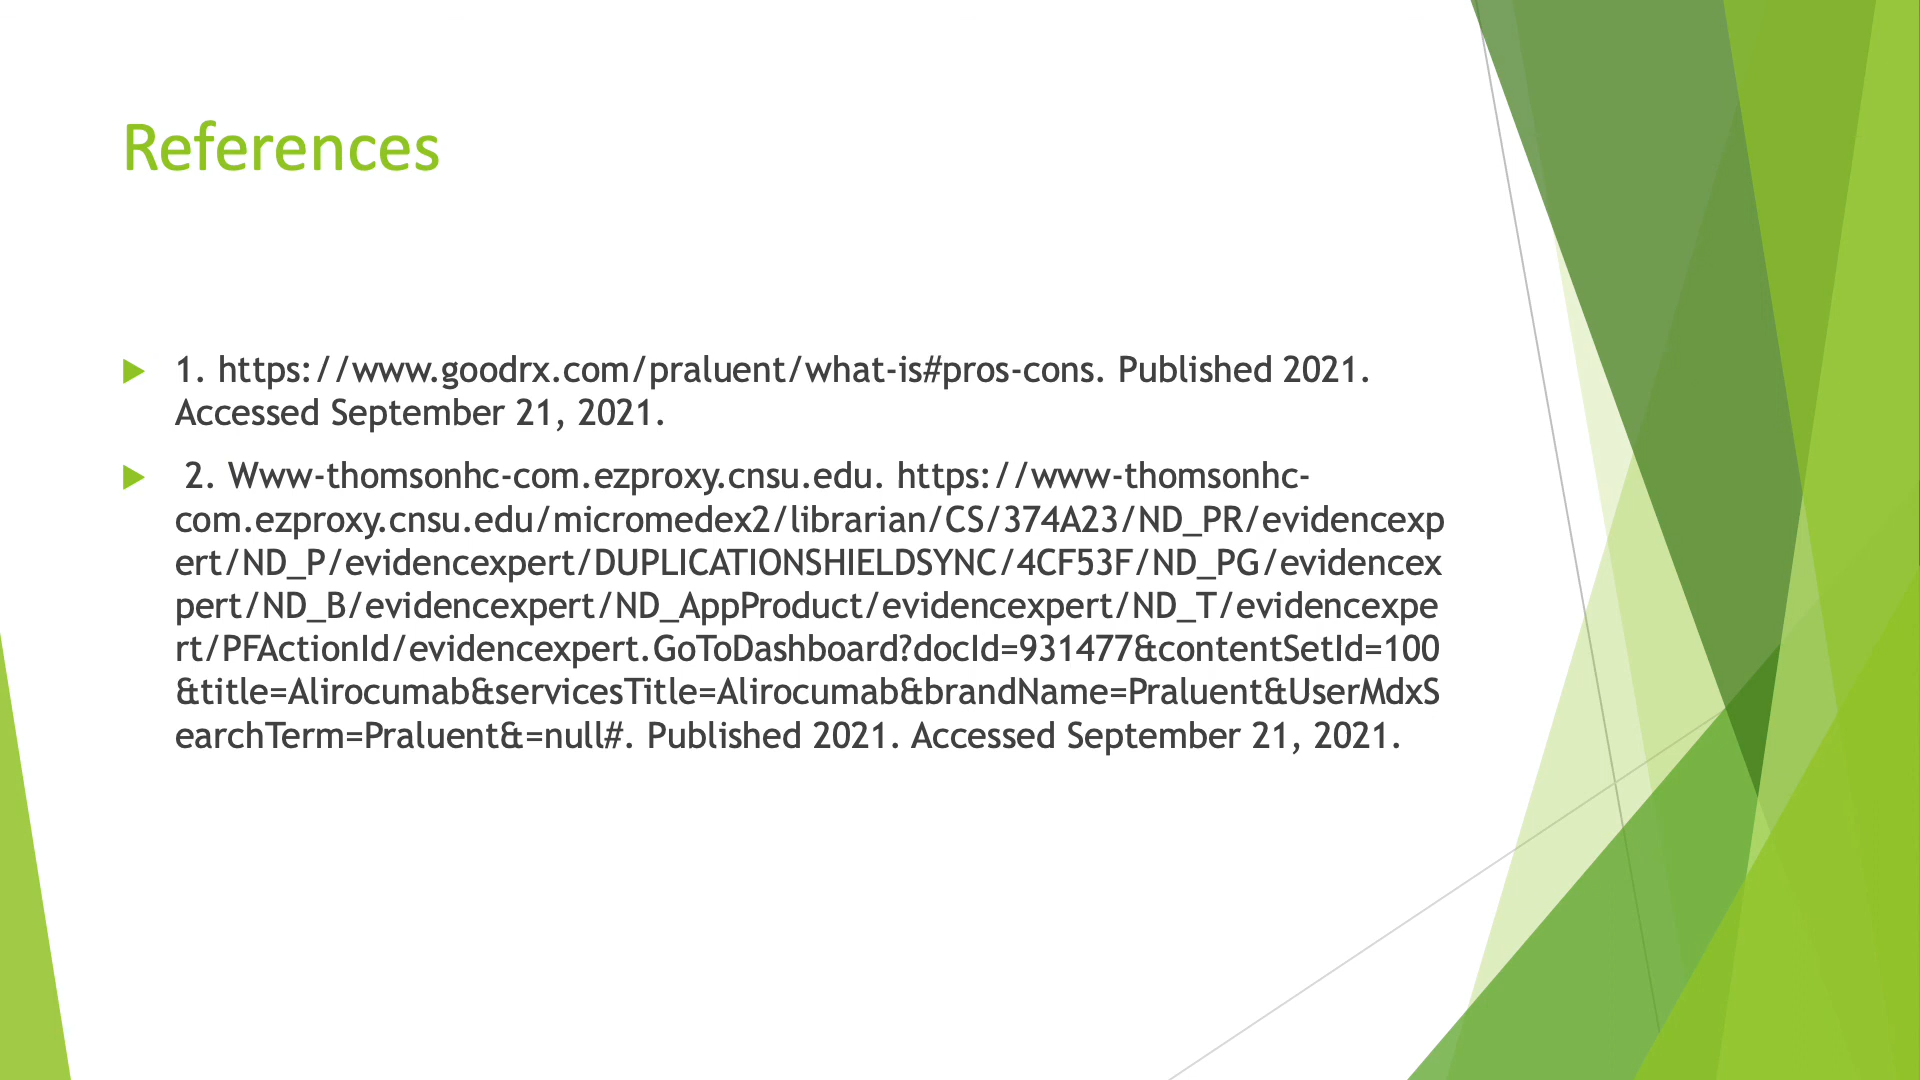 References
1. https://www.goodrx.com/praluent/what-is#pros-cons. Published 2021.
Accessed September 21, 2021.
2. Www-thomsonhc-com.ezproxy.cnsu.edu. https://www-thomsonhc-
com.ezproxy.cnsu.edu/micromedex2/librarian/CS/374A23/ND_PR/evidencexp
ert/ND_P/evidencexpert/DUPLICATIONSHIELDSYNC/4CF53F/ND_PG/evidencex
pert/ND_B/evidencexpert/ND_AppProduct/evidencexpert/ND_T/evidencexpe
rt/PFActionId/evidencexpert.GoToDashboard?docId=931477&contentSetId=100
&title=Alirocumab&servicesTitle=Alirocumab&brandName=Praluent&UserMdxS
earchTerm=Praluent&=null#. Published 2021. Accessed September 21, 2021.